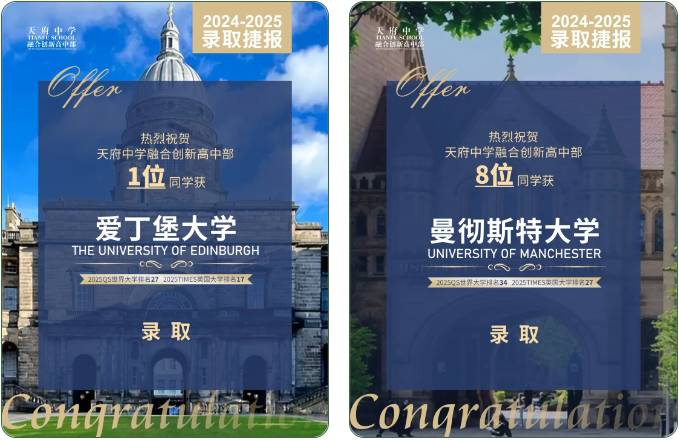 天府中学
TIANFU SCHOOL
融合创新高中部
2024-2025
录取捷报
Offer
热烈祝贺
天府中学融合创新高中部
1位 同学获
爱丁堡大学
THE UNIVERSITY OF EDINBURGH
2025QS世界大学排名27 2025TIMES英国大学排名17
录取
Congratulation
天府中学
TIANFU SCHOOL
融合创新高中部
2024-2025
录取捷报
Offer
热烈祝贺
天府中学融合创新高中部
8位 同学获
曼彻斯特大学
UNIVERSITY OF MANCHESTER
2025QS世界大学排名34 2025TIMES英国大学排名27
录取
Congratulation